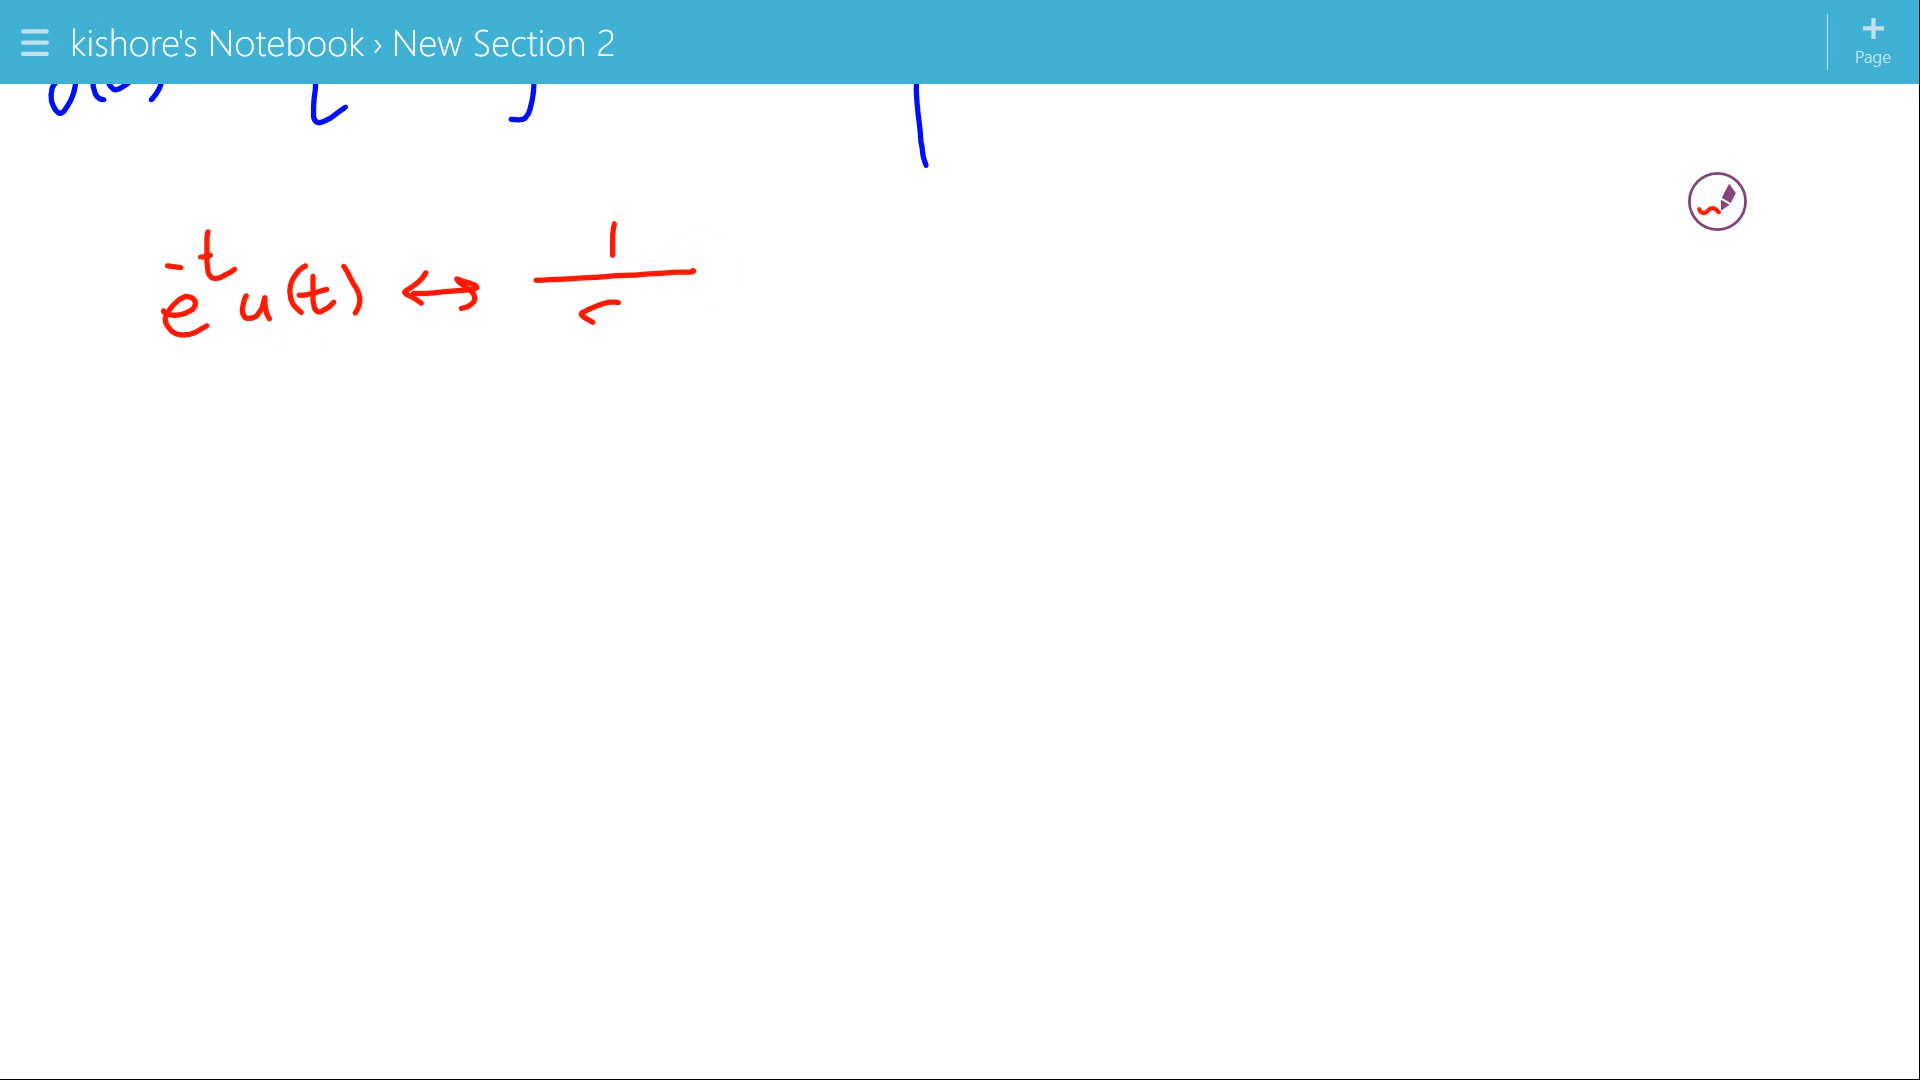 kishore's Notebook › New Section 2
+
Page
e^-t u(t) ↔ 1/